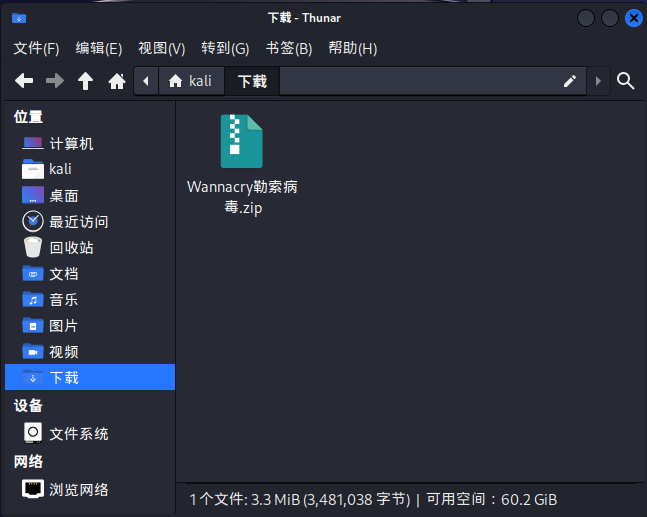 下载 - Thunar
文件(F) 编辑(E) 视图(V) 转到(G) 书签(B) 帮助(H)
kali 下载
位置
计算机
kali
桌面
最近访问
回收站
文档
音乐
图片
视频
下载
设备
文件系统
网络
浏览网络
Wannacry勒索病
毒.zip
1 个文件: 3.3 MiB (3,481,038 字节) | 可用空间：60.2 GiB